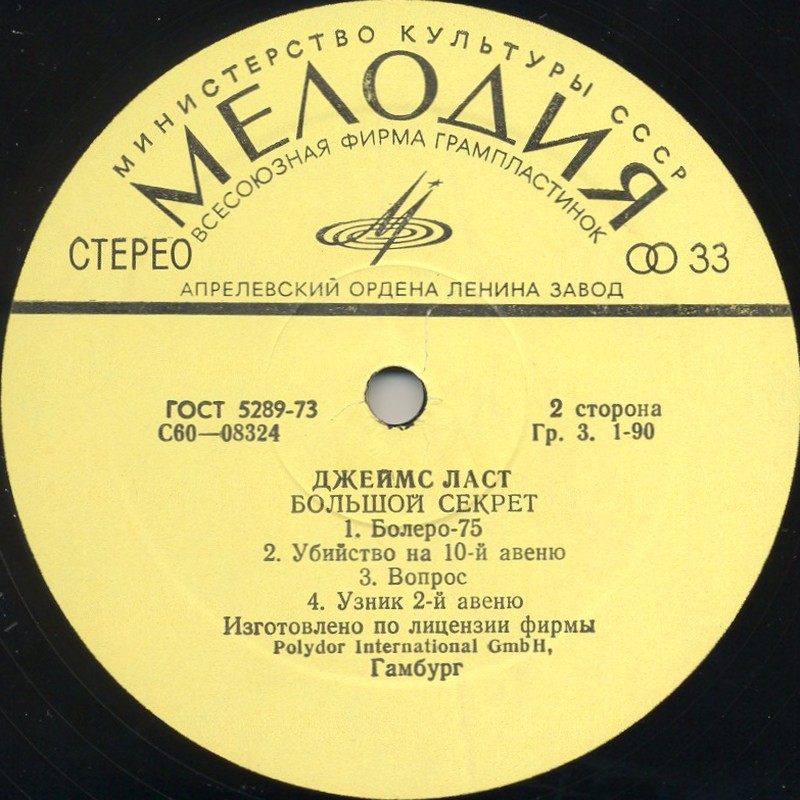 МИНИСТЕРСТВО КУЛЬТУРЫ СССР
МЕЛОДИЯ
ВСЕСОЮЗНАЯ ФИРМА ГРАМПЛАСТИНОК
СТЕРЕО
33
АПРЕЛЕВСКИЙ ОРДЕНА ЛЕНИНА ЗАВОД
ГОСТ 5289-73
2 сторона
С60—08324
Гр. 3. 1-90
ДЖЕЙМС ЛАСТ
БОЛЬШОЙ СЕКРЕТ
1. Болеро-75
2. Убийство на 10-й авеню
3. Вопрос
4. Узник 2-й авеню
Изготовлено по лицензии фирмы
Polydor International GmbH,
Гамбург